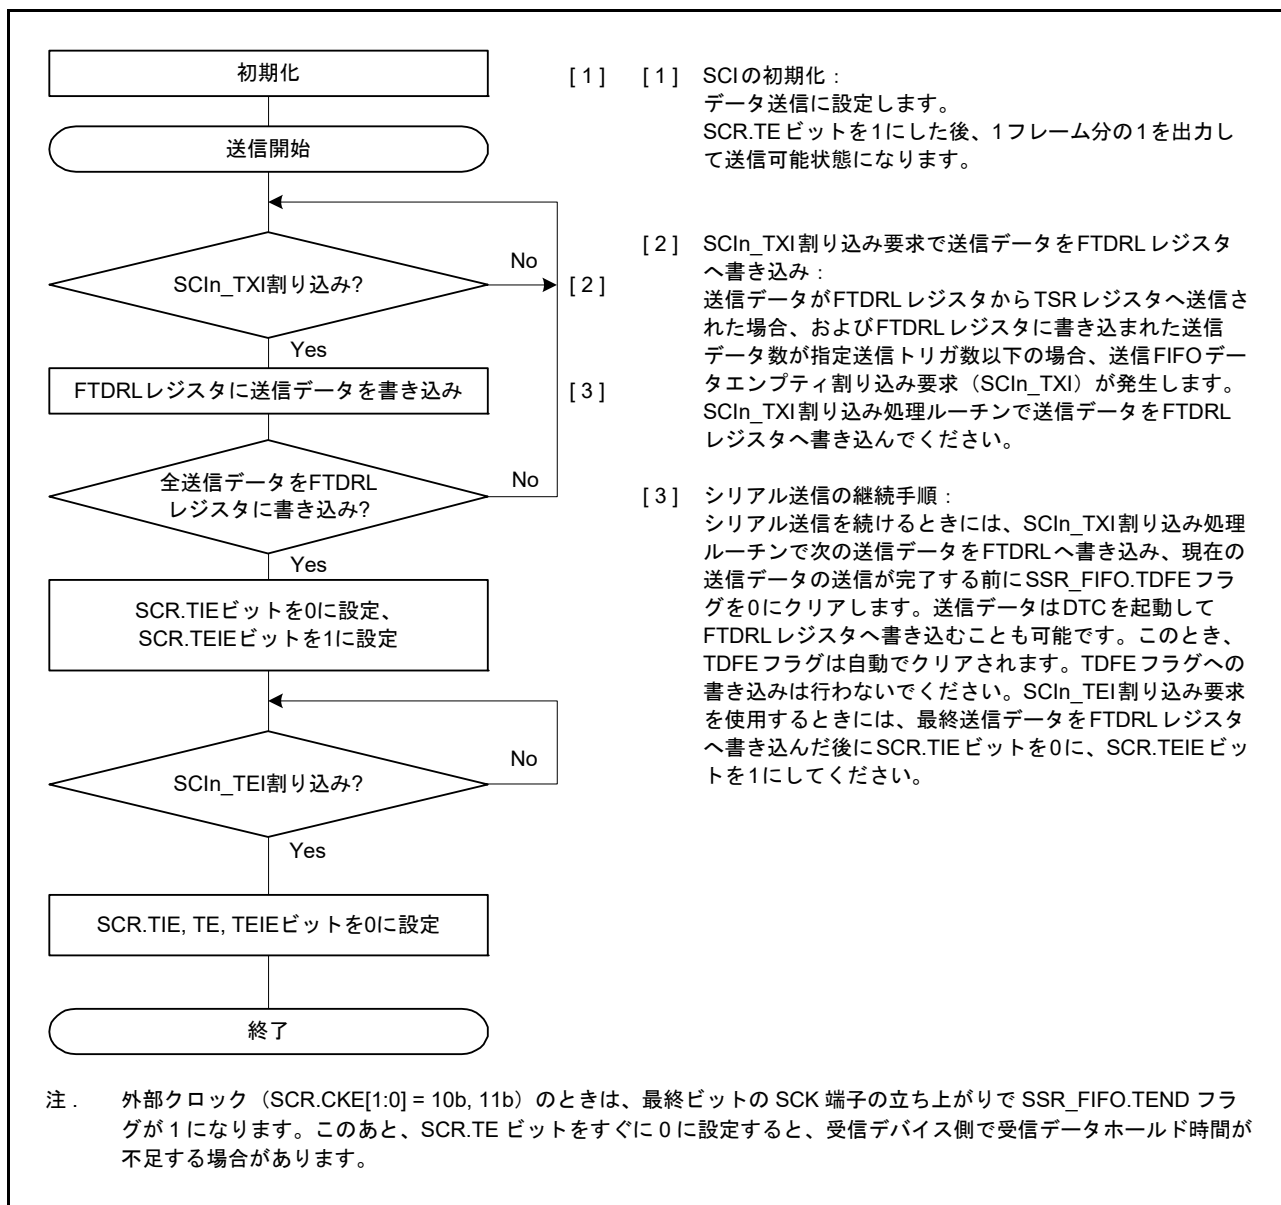 初期化
[ 1 ]
送信開始
SCIn_TXI割り込み?
No
[ 2 ]
Yes
FTDRLレジスタに送信データを書き込み
[ 3 ]
全送信データをFTDRL
レジスタに書き込み?
No
Yes
SCR.TIEビットを0に設定、
SCR.TEIEビットを1に設定
SCIn_TEI割り込み?
No
Yes
SCR.TIE, TE, TEIEビットを0に設定
終了
[ 1 ] SCIの初期化：
データ送信に設定します。
SCR.TEビットを1にした後、1フレーム分の1を出力し
て送信可能状態になります。
[ 2 ] SCIn_TXI割り込み要求で送信データをFTDRLレジスタ
へ書き込み：
送信データがFTDRLレジスタからTSRレジスタへ送信さ
れた場合、およびFTDRLレジスタに書き込まれた送信
データ数が指定送信トリガ数以下の場合、送信FIFOデー
タエンプティ割り込み要求（SCIn_TXI）が発生します。
SCIn_TXI割り込み処理ルーチンで送信データをFTDRL
レジスタへ書き込んでください。
[ 3 ] シリアル送信の継続手順：
シリアル送信を続けるときには、SCIn_TXI割り込み処理
ルーチンで次の送信データをFTDRLへ書き込み、現在の
送信データの送信が完了する前にSSR_FIFO.TDFEフラ
グを0にクリアします。送信データはDTCを起動して
FTDRLレジスタへ書き込むことも可能です。このとき、
TDFEフラグは自動でクリアされます。TDFEフラグへの
書き込みは行わないでください。SCIn_TEI割り込み要求
を使用するときには、最終送信データをFTDRLレジスタ
へ書き込んだ後にSCR.TIEビットを0に、SCR.TEIEビッ
トを1にしてください。
注 . 外部クロック（SCR.CKE[1:0] = 10b, 11b）のときは、最終ビットの SCK 端子の立ち上がりで SSR_FIFO.TEND フラ
グが 1 になります。このあと、SCR.TE ビットをすぐに 0 に設定すると、受信デバイス側で受信データホールド時間が
不足する場合があります。